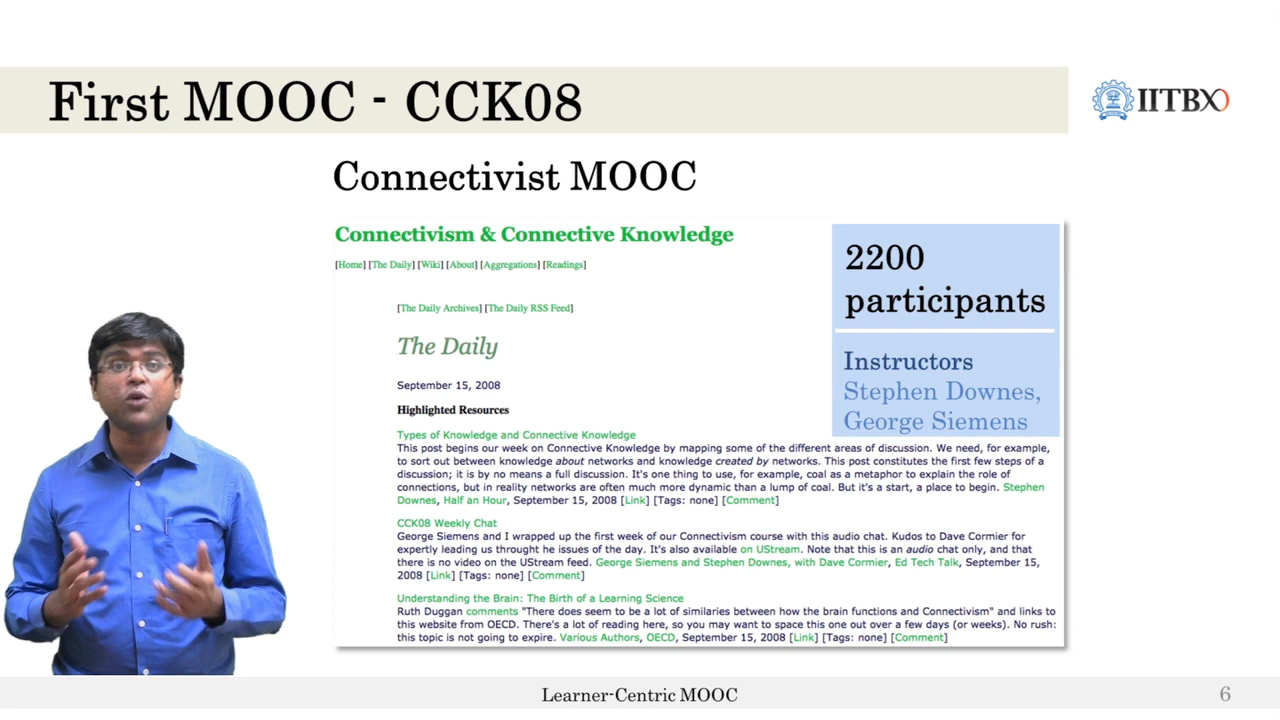 First MOOC - CCK08
IITBX
Connectivist MOOC
Connectivism & Connective Knowledge
[Home] [The Daily] [Wiki] [About] [Aggregations] [Readings]
2200
participants
Instructors
Stephen Downes,
George Siemens
[The Daily Archives] [The Daily RSS Feed]
The Daily
September 15, 2008
Highlighted Resources
Types of Knowledge and Connective Knowledge
This post begins our week on Connective Knowledge by mapping some of the different areas of discussion. We need, for example,
to sort out between knowledge about networks and knowledge created by networks. This post constitutes the first few steps of a
discussion; it is by no means a full discussion. It's one thing to use, for example, coal as a metaphor to explain the role of
connections, but in reality networks are often much more dynamic than a lump of coal. But it's a start, a place to begin. Stephen
Downes, Half an Hour, September 15, 2008 [Link] [Tags: none] [Comment]
CCK08 Weekly Chat
George Siemens and I wrapped up the first week of our Connectivism course with this audio chat. Kudos to Dave Cormier for
expertly leading us throught he issues of the day. It's also available on UStream. Note that this is an audio chat only, and that
there is no video on the UStream feed. George Siemens and Stephen Downes, with Dave Cormier, Ed Tech Talk, September 15,
2008 [Link] [Tags: none] [Comment]
Understanding the Brain: The Birth of a Learning Science
Ruth Duggan comments "There does seem to be a lot of similaries between how the brain functions and Connectivism" and links to
this website from OECD. There's a lot of reading here, so you may want to space this one out over a few days (or weeks). No rush:
this topic is not going to expire. Various Authors, OECD, September 15, 2008 [Link] [Tags: none] [Comment]
Learner-Centric MOOC
6